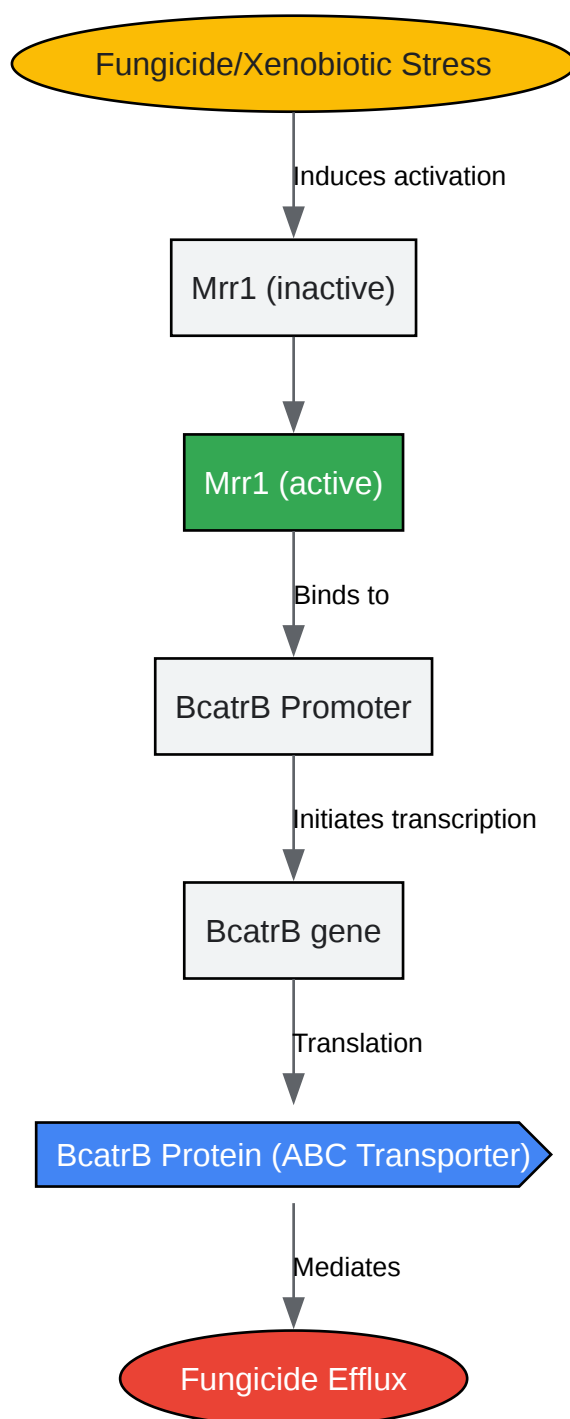 Fungicide/Xenobiotic Stress
Induces activation
Mrr1 (inactive)
Mrr1 (active)
Binds to
BcatrB Promoter
Initiates transcription
BcatrB gene
Translation
BcatrB Protein (ABC Transporter)
Mediates
Fungicide Efflux